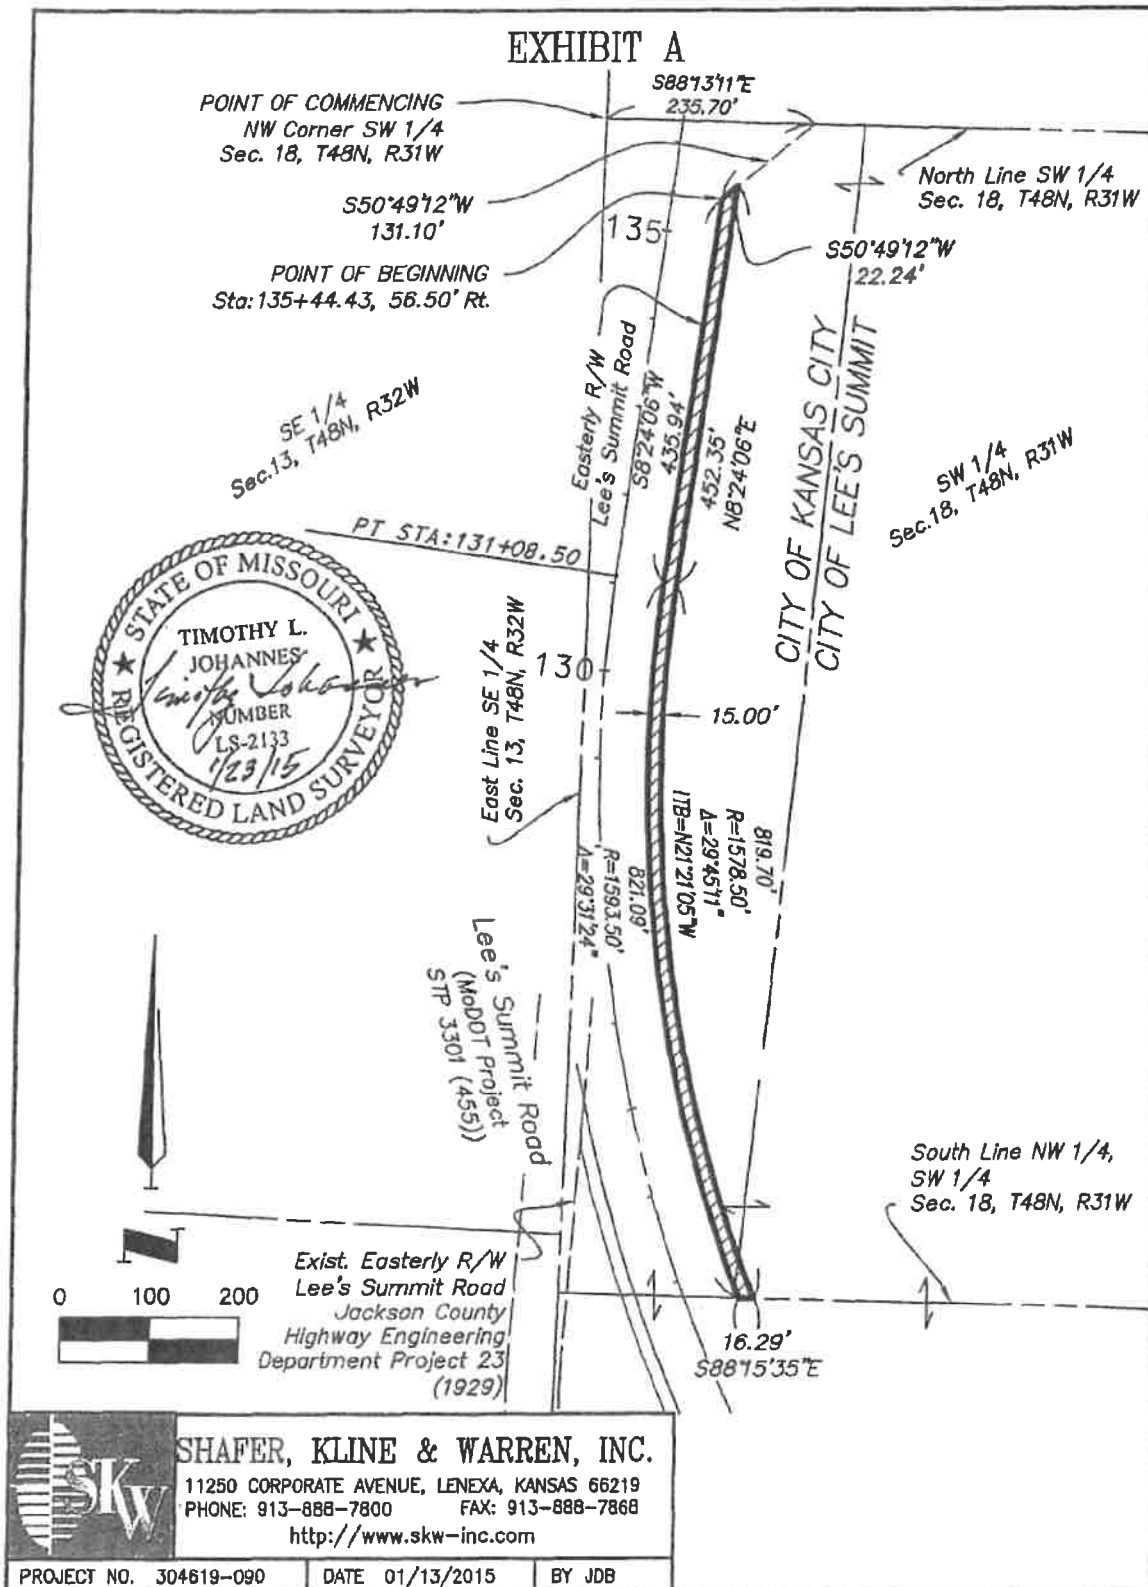 EXHIBIT A
S88°13'11"E
235.70'
POINT OF COMMENCING
NW Corner SW 1/4
Sec. 18, T48N, R31W
North Line SW 1/4
Sec. 18, T48N, R31W
S50°49'12"W
131.10'
135
S50°49'12"W
22.24'
POINT OF BEGINNING
Sta: 135+44.43, 56.50' Rt.
SE 1/4
Sec.13, T48N, R32W
Easterly R/W
Lee's Summit Road
S8°24'06"W
435.94'
452.35'
N8°24'06"E
CITY OF KANSAS CITY
CITY OF LEE'S SUMMIT
SW 1/4
Sec.18, T48N, R31W
PT STA: 131+08.50
STATE OF MISSOURI
TIMOTHY L.
JOHANNES
NUMBER
LS-2133
1/23/15
REGISTERED LAND SURVEYOR
130
East Line SE 1/4
Sec. 13, T48N, R32W
15.00'
819.70'
R=1578.50'
Δ=29°45'11"
ITB=N21°21'05"W
821.09'
R=1593.50'
Δ=29°31'24"
Lee's Summit Road
(MoDOT Project
STP 3301 (455))
South Line NW 1/4,
SW 1/4
Sec. 18, T48N, R31W
N
Exist. Easterly R/W
Lee's Summit Road
Jackson County
Highway Engineering
Department Project 23
(1929)
0 100 200
16.29'
S88°15'35"E
SKW
SHAFER, KLINE & WARREN, INC.
11250 CORPORATE AVENUE, LENEXA, KANSAS 66219
PHONE: 913-888-7800 FAX: 913-888-7868
http://www.skw-inc.com
PROJECT NO. 304619-090 DATE 01/13/2015 BY JDB